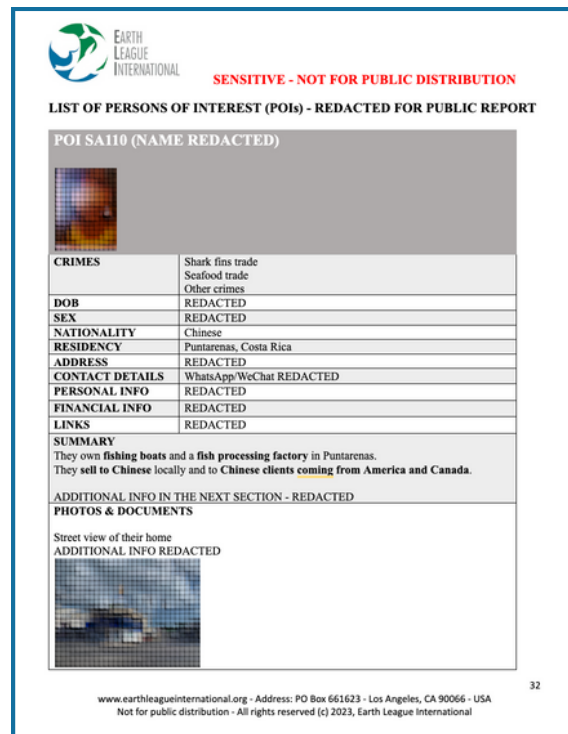 EARTH
LEAGUE
INTERNATIONAL
SENSITIVE - NOT FOR PUBLIC DISTRIBUTION
LIST OF PERSONS OF INTEREST (POIs) - REDACTED FOR PUBLIC REPORT
POI SA110 (NAME REDACTED)
CRIMES Shark fins trade
Seafood trade
Other crimes
DOB REDACTED
SEX REDACTED
NATIONALITY Chinese
RESIDENCY Puntarenas, Costa Rica
ADDRESS REDACTED
CONTACT DETAILS WhatsApp/WeChat REDACTED
PERSONAL INFO REDACTED
FINANCIAL INFO REDACTED
LINKS REDACTED
SUMMARY
They own fishing boats and a fish processing factory in Puntarenas.
They sell to Chinese locally and to Chinese clients coming from America and Canada.
ADDITIONAL INFO IN THE NEXT SECTION - REDACTED
PHOTOS & DOCUMENTS
Street view of their home
ADDITIONAL INFO REDACTED
32
www.earthleagueinternational.org - Address: PO Box 661623 - Los Angeles, CA 90066 - USA
Not for public distribution - All rights reserved (c) 2023, Earth League International